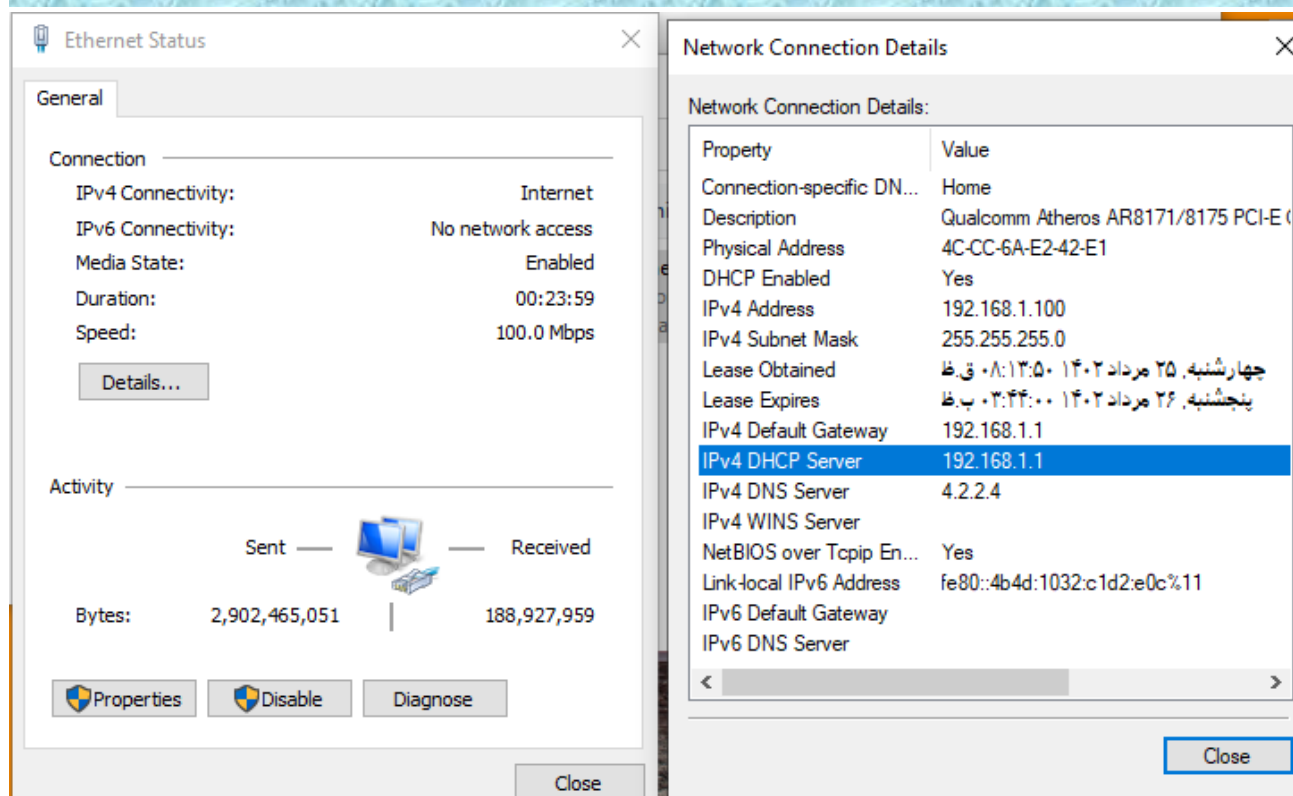 Ethernet Status
General
Connection
IPv4 Connectivity: Internet
IPv6 Connectivity: No network access
Media State: Enabled
Duration: 00:23:59
Speed: 100.0 Mbps
Details...
Activity
Sent — — Received
Bytes: 2,902,465,051 188,927,959
Properties Disable Diagnose
Close
Network Connection Details
Network Connection Details:
Property Value
Connection-specific DN... Home
Description Qualcomm Atheros AR8171/8175 PCI-E
Physical Address 4C-CC-6A-E2-42-E1
DHCP Enabled Yes
IPv4 Address 192.168.1.100
IPv4 Subnet Mask 255.255.255.0
Lease Obtained چهارشنبه, ۲۵ مرداد ۱۴۰۲ ۰۸:۱۳:۵۰ ق.ظ
Lease Expires پنجشنبه, ۲۶ مرداد ۱۴۰۲ ۰۳:۴۴:۰۰ ب.ظ
IPv4 Default Gateway 192.168.1.1
IPv4 DHCP Server 192.168.1.1
IPv4 DNS Server 4.2.2.4
IPv4 WINS Server
NetBIOS over Tcpip En... Yes
Link-local IPv6 Address fe80::4b4d:1032:c1d2:e0c%11
IPv6 Default Gateway
IPv6 DNS Server
Close